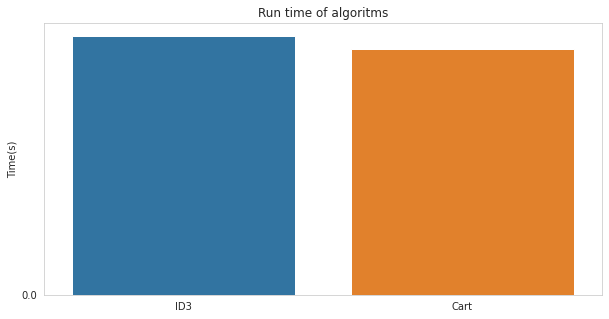 Run time of algoritms
Time(s)
0.0
ID3
Cart